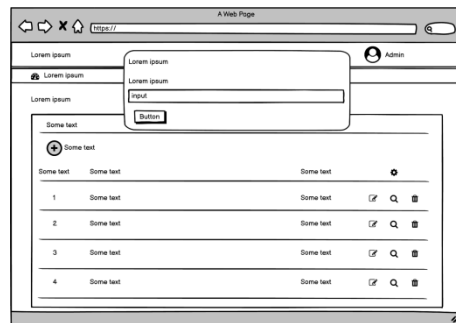 A Web Page
https://
Lorem ipsum
Admin
Lorem ipsum
Lorem ipsum
Lorem ipsum
input
Button
Lorem ipsum
Some text
Some text
Some text Some text Some text
1 Some text Some text
2 Some text Some text
3 Some text Some text
4 Some text Some text